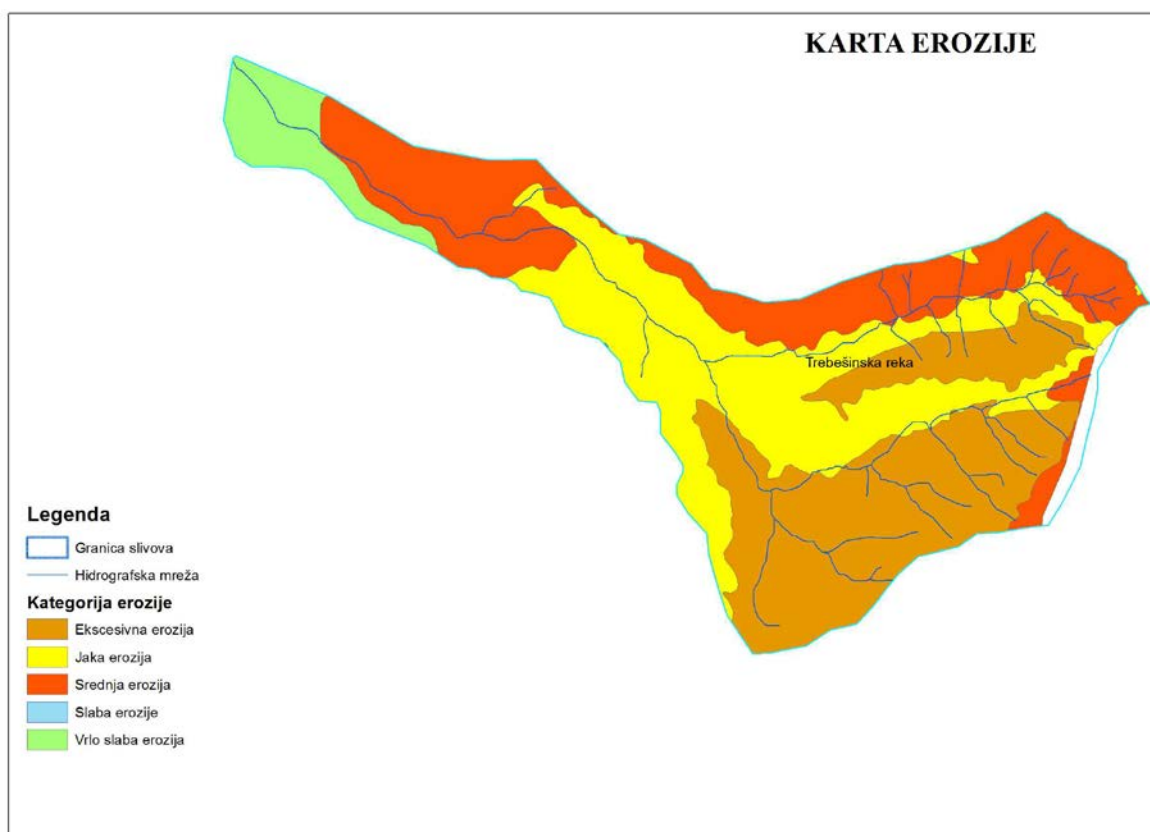 KARTA EROZIJE
Trebešinska reka
Legenda
Granica slivova
Hidrografska mreža
Kategorija erozije
Ekscesivna erozija
Jaka erozija
Srednja erozija
Slaba erozije
Vrlo slaba erozija